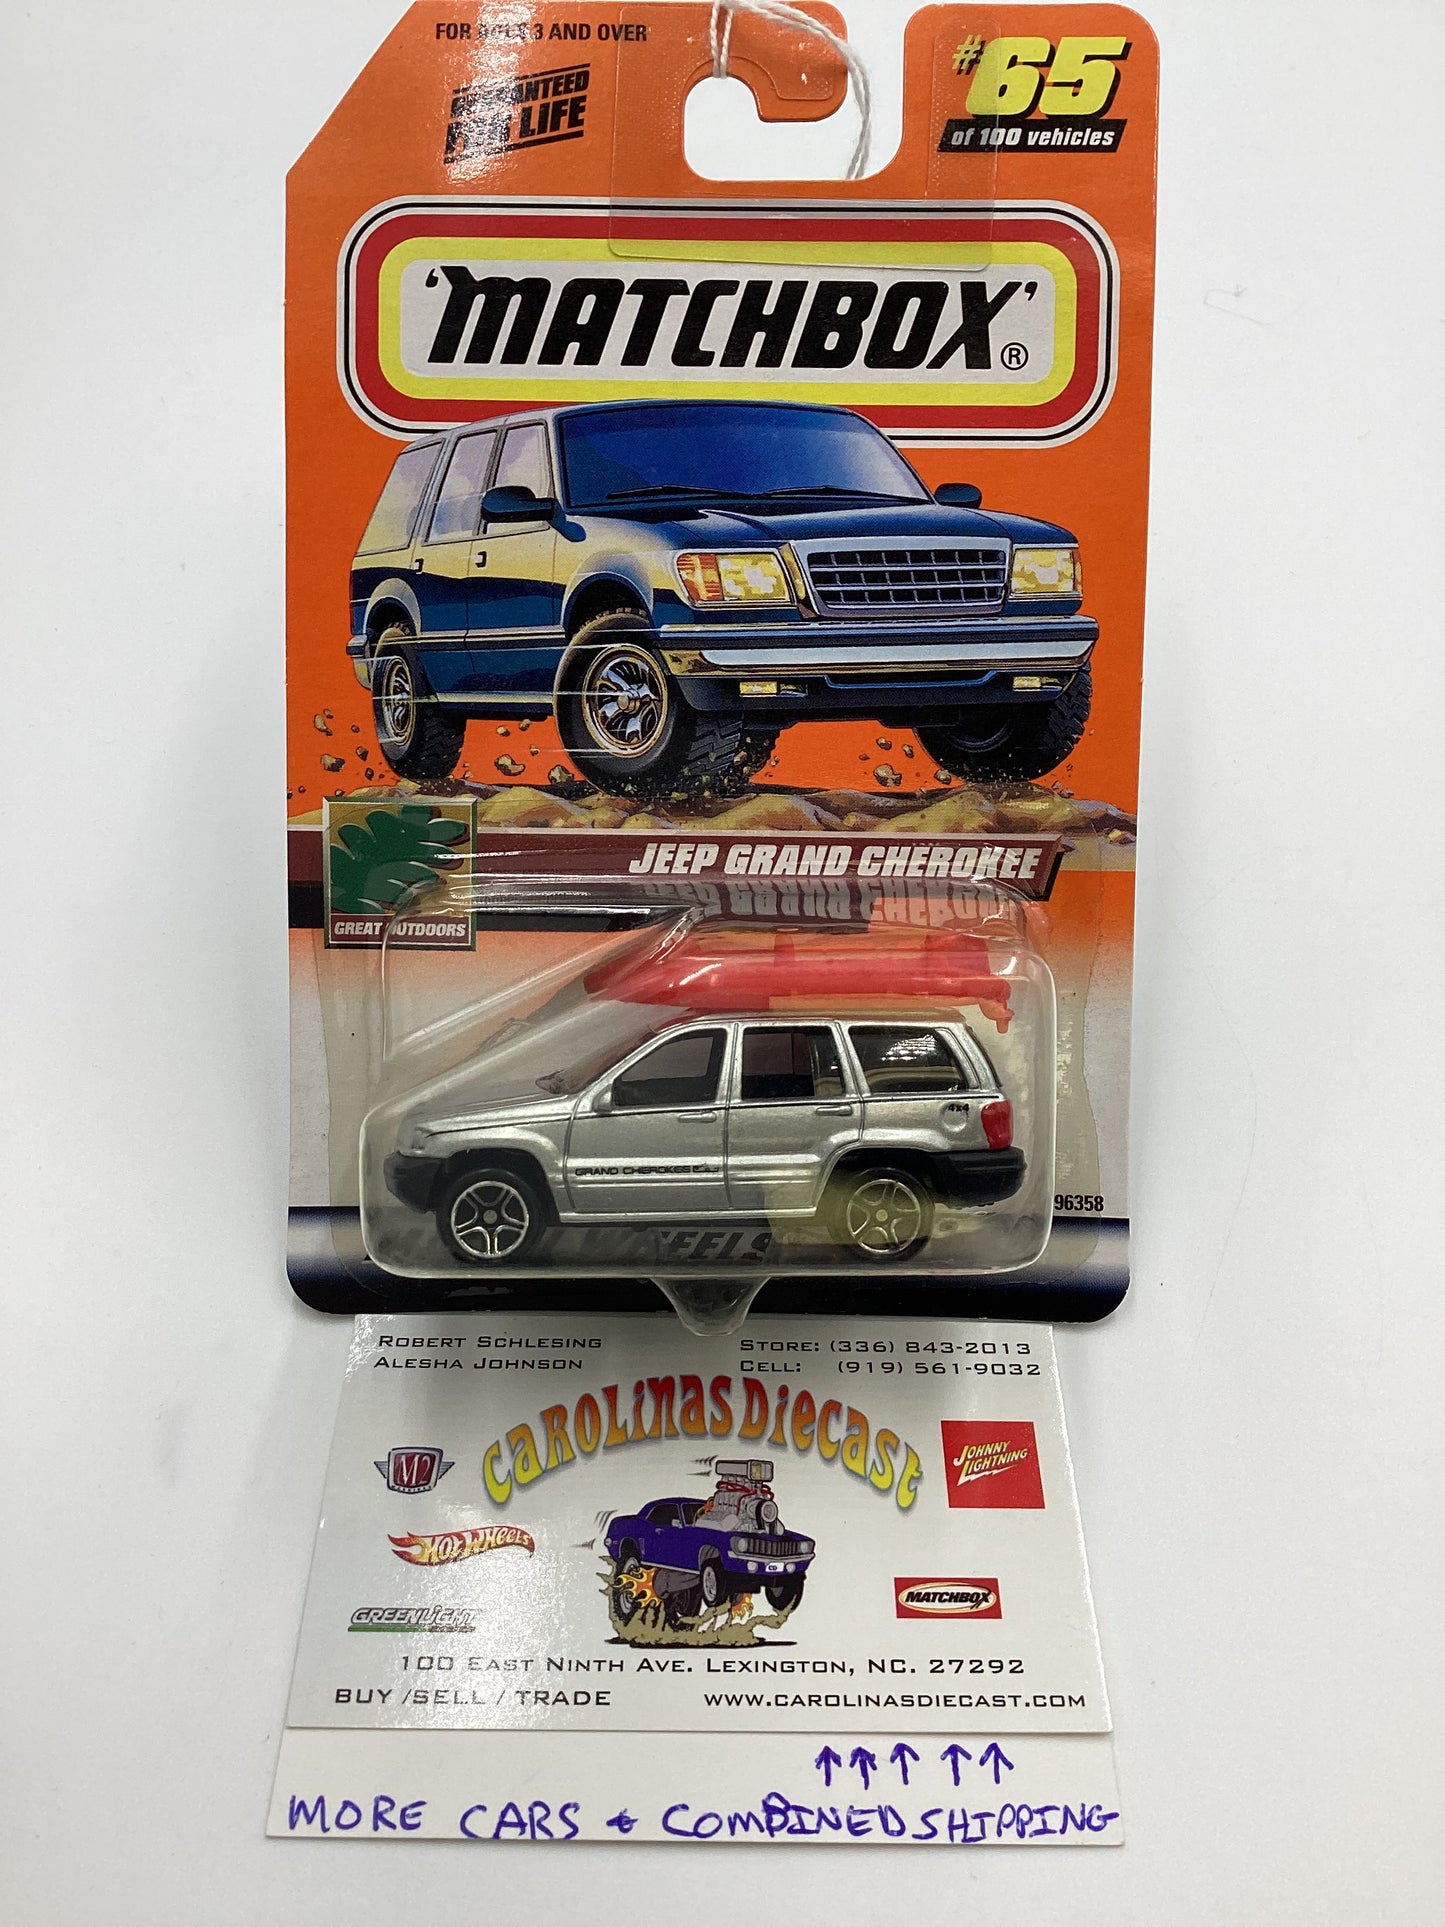 FOR AGES 3 AND OVER
GUARANTEED
FOR LIFE
#65
of 100 vehicles
'MATCHBOX'®
JEEP GRAND CHEROKEE
GREAT OUTDOORS
4x4
GRAND CHEROKEE
96358
WHEELS
ROBERT SCHLESING
ALESHA JOHNSON
STORE: (336) 843-2013
CELL: (919) 561-9032
CAROLINAS DIECAST
M2
JOHNNY LIGHTNING
HOT WHEELS
CD
MATCHBOX
GREENLIGHT
100 EAST NINTH AVE. LEXINGTON, NC. 27292
BUY /SELL / TRADE
WWW.CAROLINASDIECAST.COM
↑↑↑ ↑↑
MORE CARS & COMBINED SHIPPING